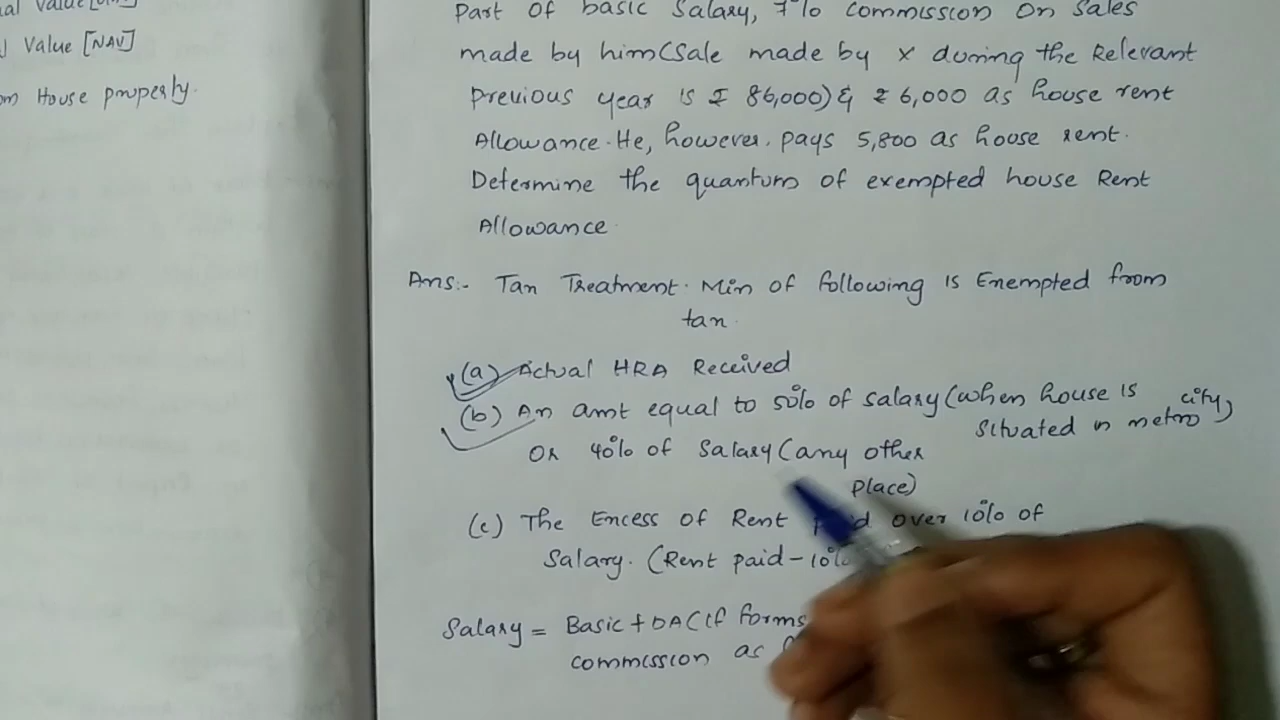 Value [NAV]
House property.
Part of basic Salary, 7% commission on sales
made by him (Sale made by X during the Relevant
previous year is ₹ 86,000) & ₹ 6,000 as house rent
Allowance. He, however, pays 5,800 as house rent.
Determine the quantum of exempted house Rent
Allowance.
Ans:- Tax Treatment. Min of following is Exempted from
tax.
(a) Actual HRA Received
(b) An amt equal to 50% of salary (when house is
situated in metro city)
Or 40% of Salary (any other
place)
(c) The Excess of Rent paid over 10% of
Salary. (Rent paid - 10%
Salary = Basic + DA (if forms
commission as